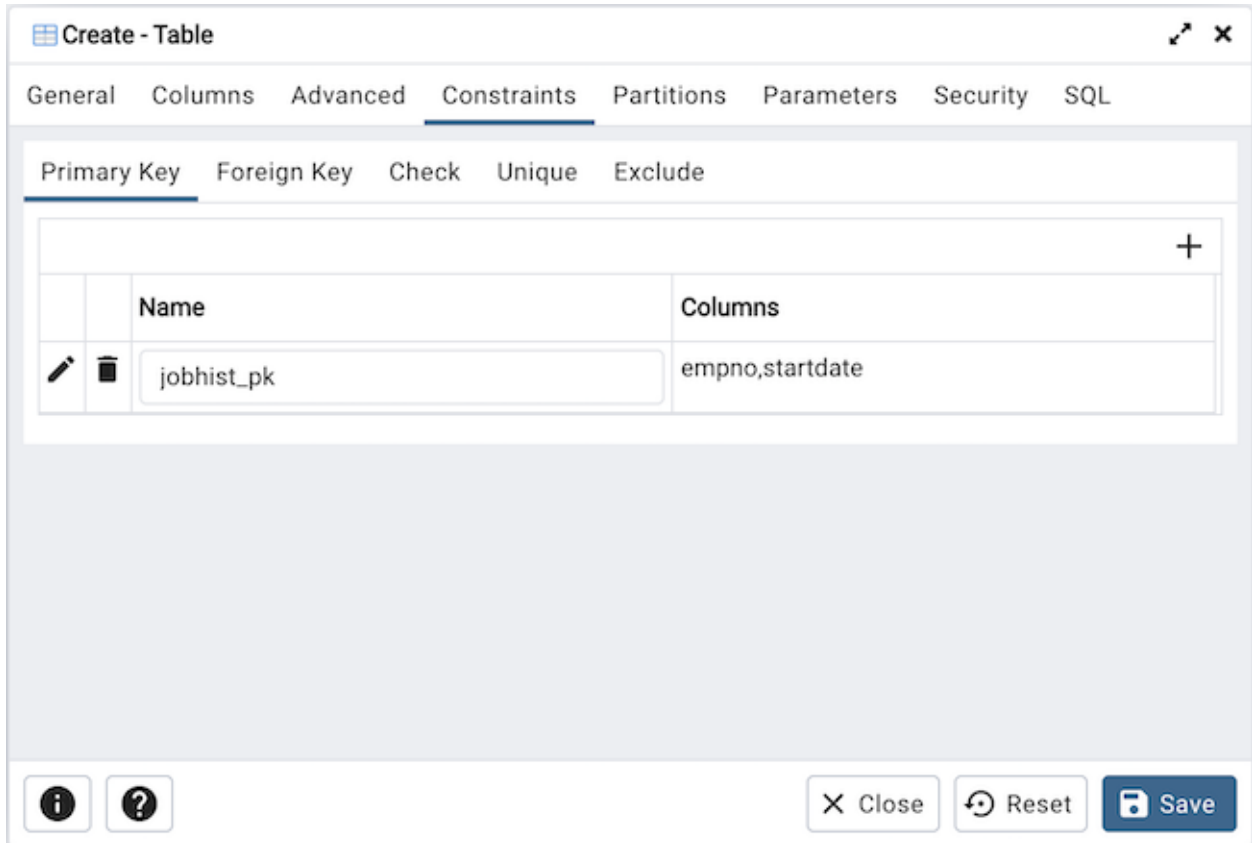 Create - Table
General Columns Advanced Constraints Partitions Parameters Security SQL
Primary Key Foreign Key Check Unique Exclude
Name Columns
jobhist_pk empno,startdate
Close Reset Save